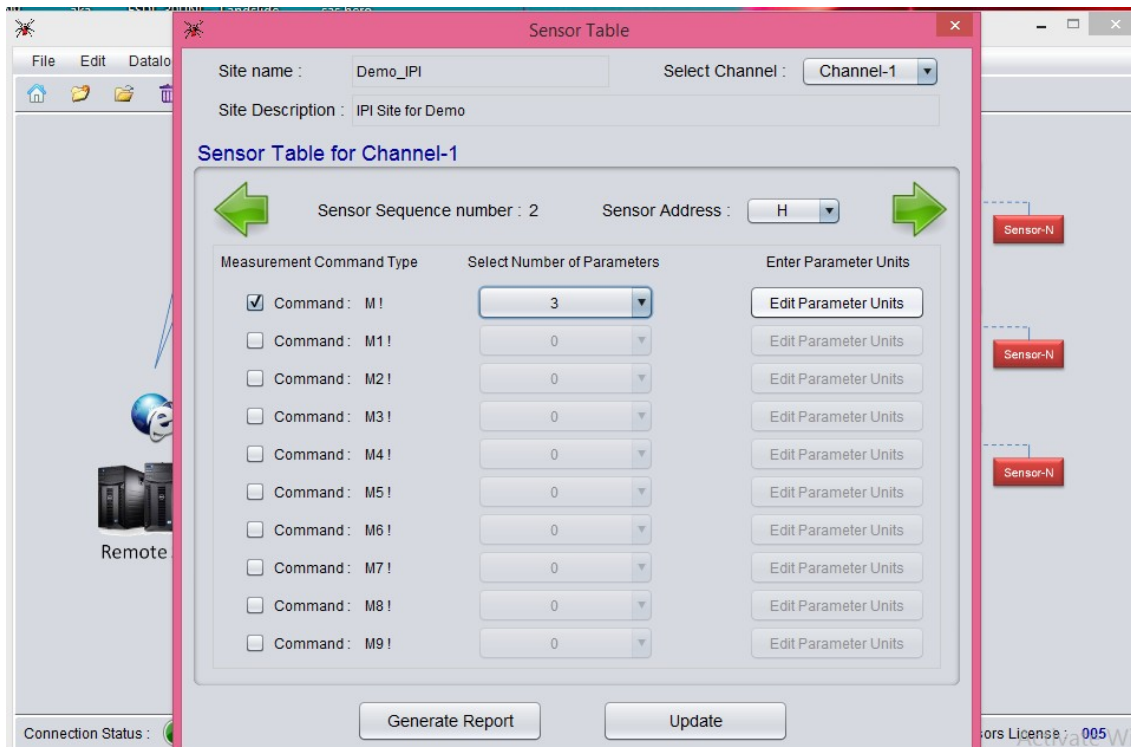 Sensor Table
File Edit Datalo
Site name : Demo_IPI Select Channel : Channel-1
Site Description : IPI Site for Demo
Sensor Table for Channel-1
Sensor Sequence number : 2 Sensor Address : H
Measurement Command Type Select Number of Parameters Enter Parameter Units
Command : M ! 3 Edit Parameter Units
Command : M1 ! 0 Edit Parameter Units
Command : M2 ! 0 Edit Parameter Units
Command : M3 ! 0 Edit Parameter Units
Command : M4 ! 0 Edit Parameter Units
Command : M5 ! 0 Edit Parameter Units
Command : M6 ! 0 Edit Parameter Units
Command : M7 ! 0 Edit Parameter Units
Command : M8 ! 0 Edit Parameter Units
Command : M9 ! 0 Edit Parameter Units
Sensor-N
Sensor-N
Sensor-N
Remote
Generate Report Update
Connection Status : ors License : 005
Activate W